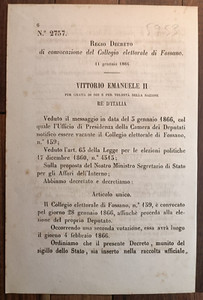 6
N.° 2757.
REGIO DECRETO
di convocazione del Collegio elettorale di Fossano.
11 gennaio 1866
VITTORIO EMANUELE II
PER GRAZIA DI DIO E PER VOLONTÀ DELLA NAZIONE
RE D'ITALIA
Veduto il messaggio in data del 5 gennaio 1866, col
quale l'Uffizio di Presidenza della Camera dei Deputati
notificò essere vacante il Collegio elettorale di Fossano,
n.° 159;
Veduto l'art. 63 della Legge per le elezioni politiche
17 dicembre 1860, n.° 4513;
Sulla proposta del Nostro Ministro Segretario di Stato
per gli Affari dell'Interno;
Abbiamo decretato e decretiamo:
Articolo unico.
Il Collegio elettorale di Fossano, n.° 159, è convocato
pel giorno 28 gennaio 1866, affinchè proceda alla ele-
zione del proprio Deputato.
Occorrendo una seconda votazione, essa avrà luogo
il giorno 4 febbraio 1866.
Ordiniamo che il presente Decreto, munito del
sigillo dello Stato, sia inserto nella raccolta ufficiale,